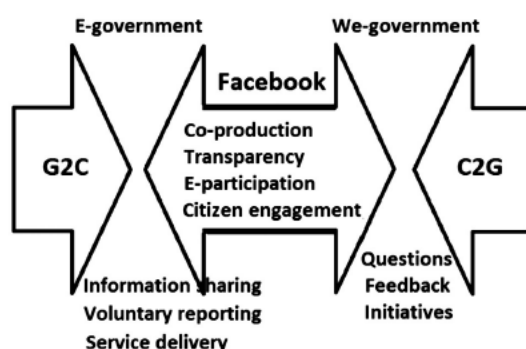 E-government
We-government
Facebook
G2C
Co-production
Transparency
E-participation
Citizen engagement
C2G
Information sharing
Voluntary reporting
Service delivery
Questions
Feedback
Initiatives